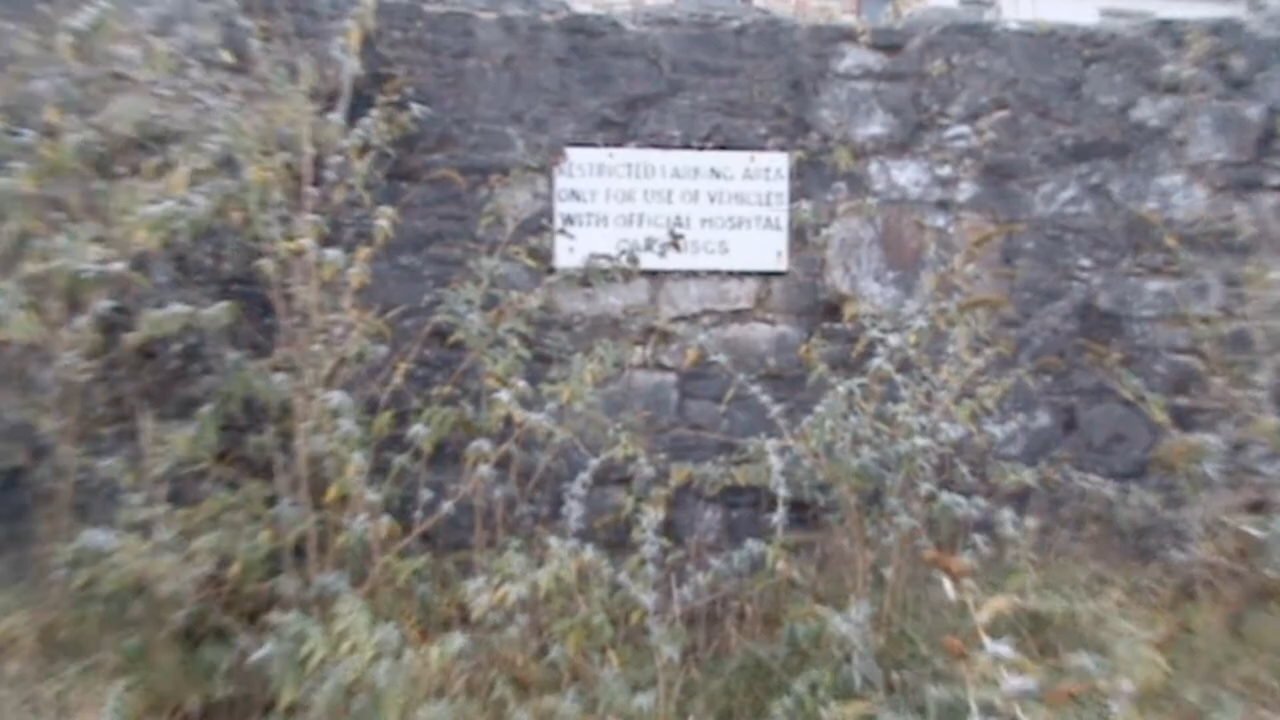 RESTRICTED PARKING AREA
ONLY FOR USE OF VEHICLES
WITH OFFICIAL HOSPITAL